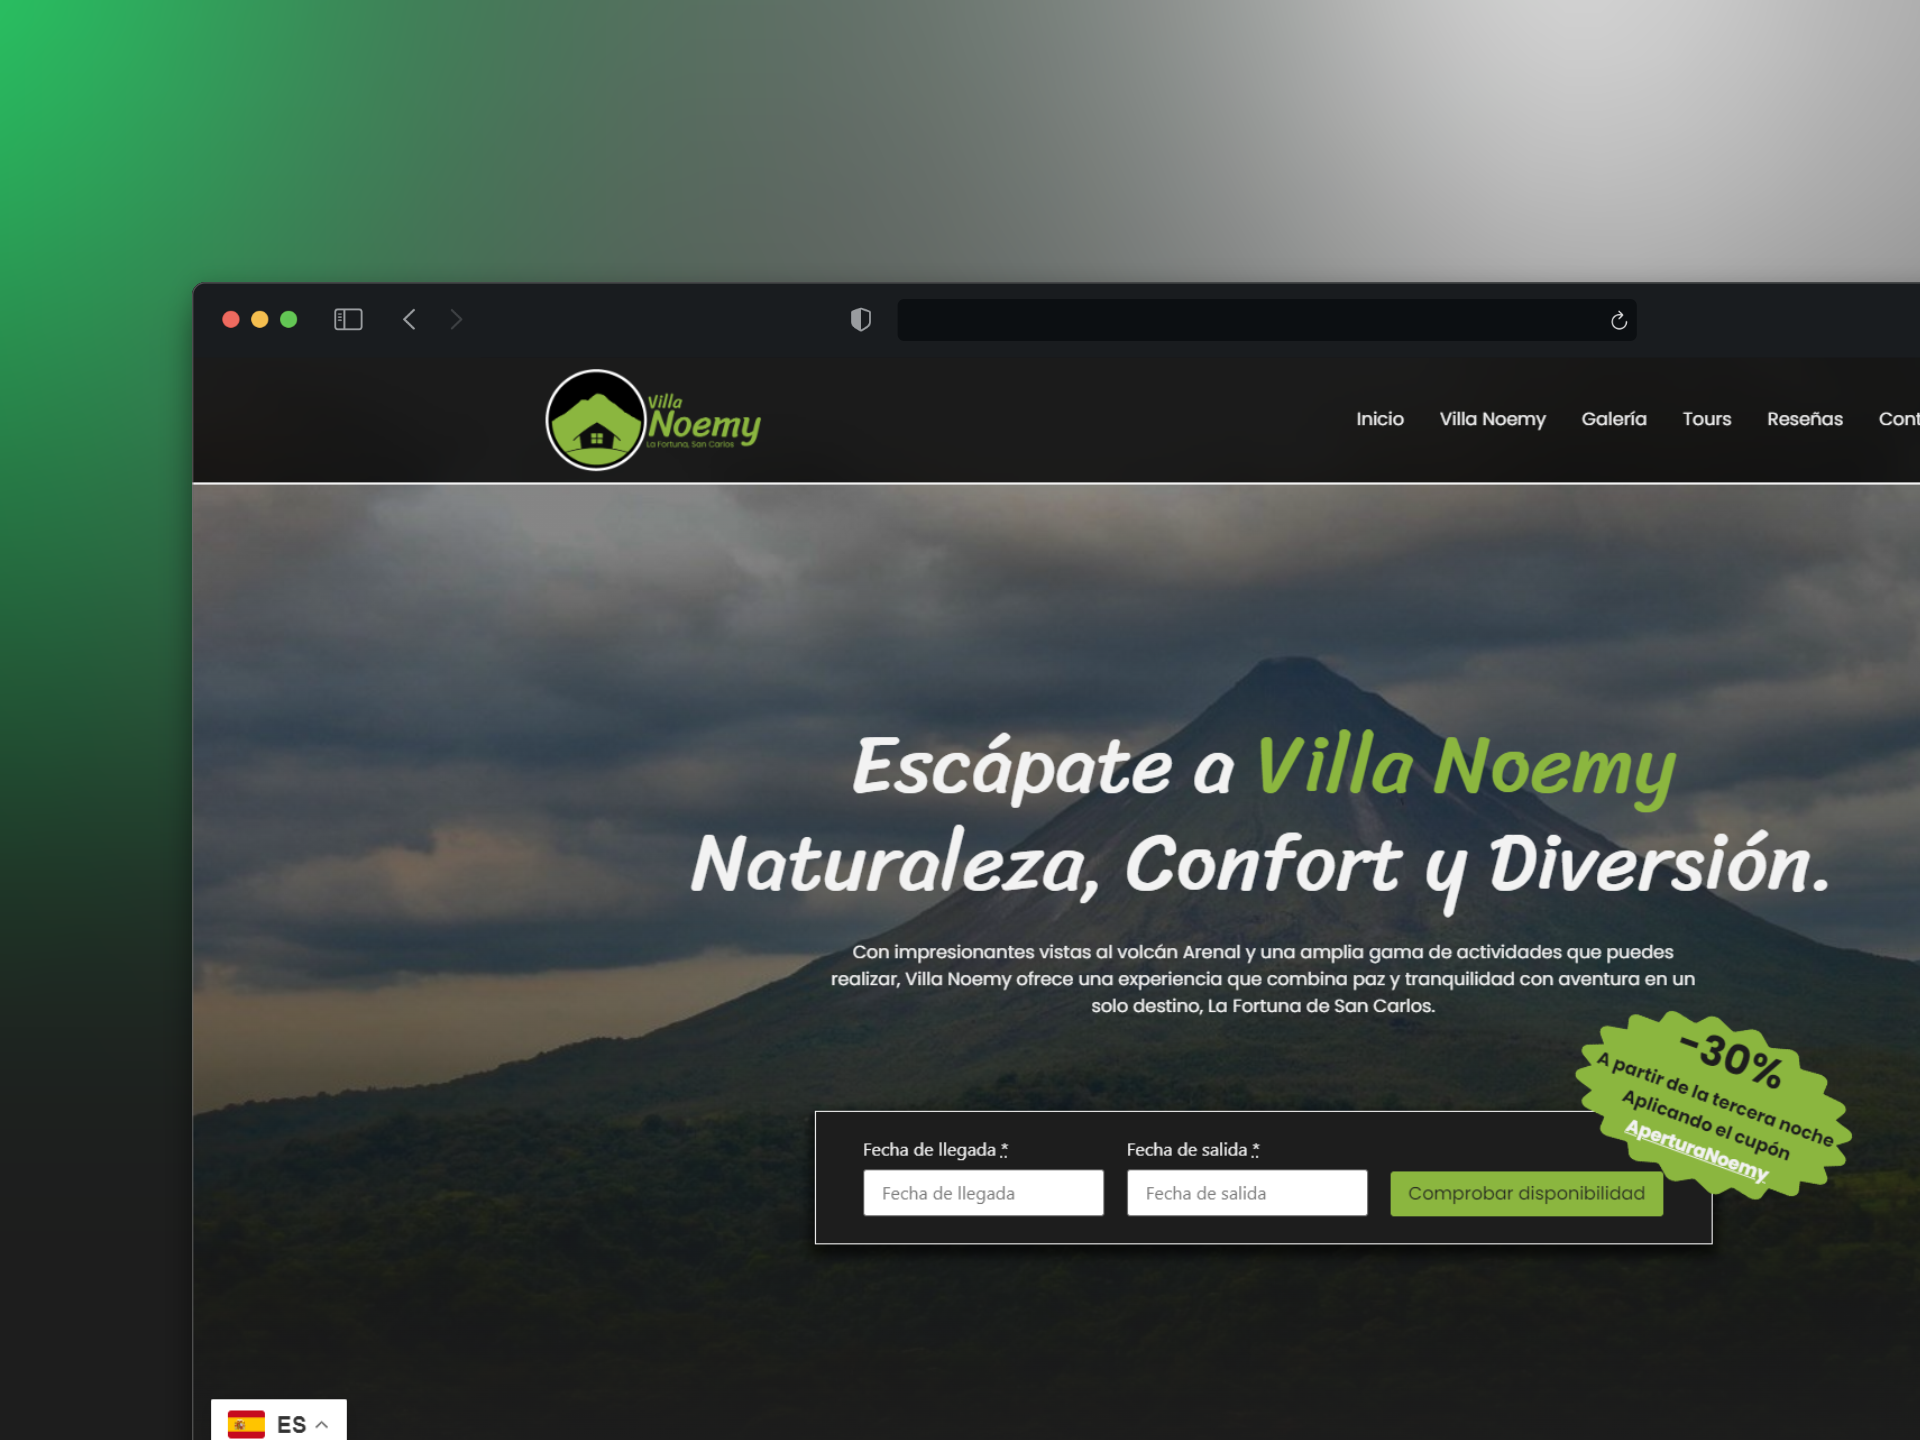 Villa
Noemy
La Fortuna, San Carlos
Inicio Villa Noemy Galería Tours Reseñas Cont
Escápate a Villa Noemy
Naturaleza, Confort y Diversión.
Con impresionantes vistas al volcán Arenal y una amplia gama de actividades que puedes
realizar, Villa Noemy ofrece una experiencia que combina paz y tranquilidad con aventura en un
solo destino, La Fortuna de San Carlos.
-30%
A partir de la tercera noche
Aplicando el cupón
AperturaNoemy
Fecha de llegada * Fecha de salida *
Fecha de llegada Fecha de salida Comprobar disponibilidad
ES